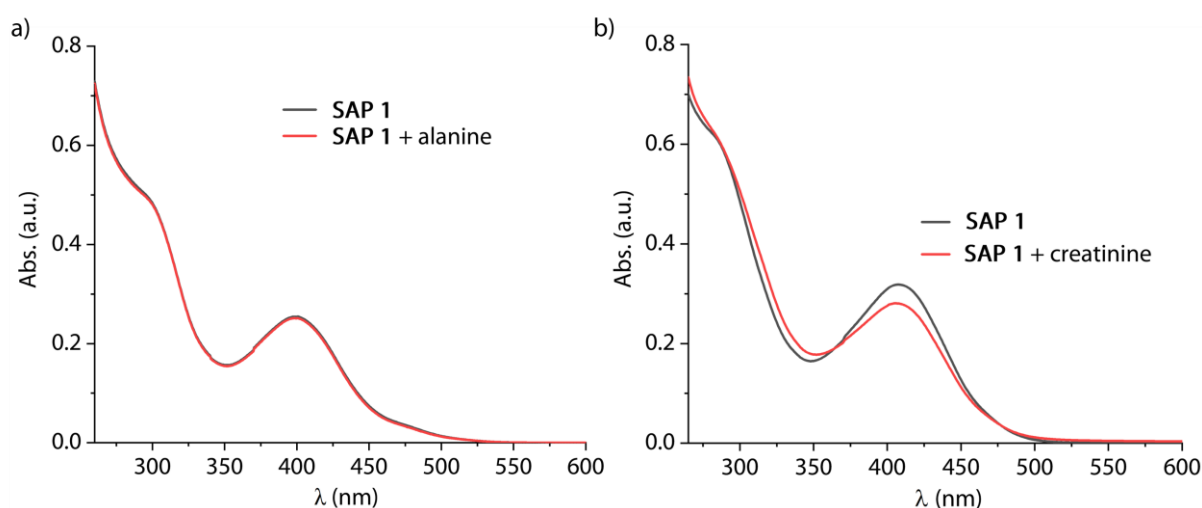 a)
0.8
0.6
0.4
0.2
0.0
Abs. (a.u.)
SAP 1
SAP 1 + alanine
300 350 400 450 500 550 600
λ (nm)
b)
0.8
0.6
0.4
0.2
0.0
Abs. (a.u.)
SAP 1
SAP 1 + creatinine
300 350 400 450 500 550 600
λ (nm)